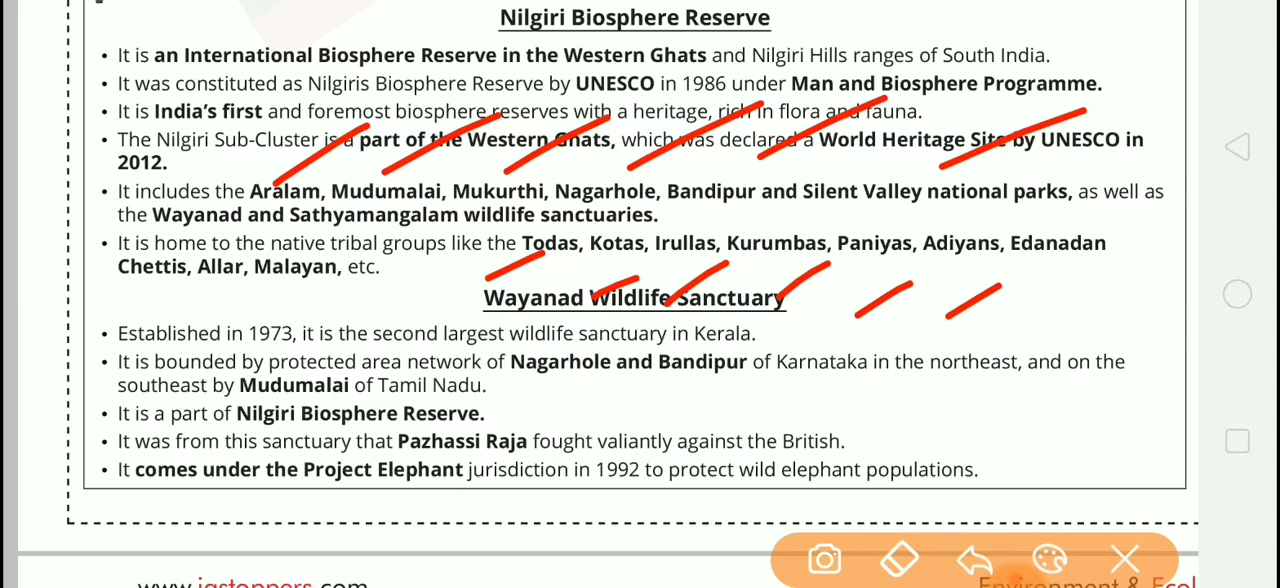 Nilgiri Biosphere Reserve
• It is an International Biosphere Reserve in the Western Ghats and Nilgiri Hills ranges of South India.
• It was constituted as Nilgiris Biosphere Reserve by UNESCO in 1986 under Man and Biosphere Programme.
• It is India's first and foremost biosphere reserves with a heritage, rich in flora and fauna.
• The Nilgiri Sub-Cluster is a part of the Western Ghats, which was declared a World Heritage Site by UNESCO in
2012.
• It includes the Aralam, Mudumalai, Mukurthi, Nagarhole, Bandipur and Silent Valley national parks, as well as
the Wayanad and Sathyamangalam wildlife sanctuaries.
• It is home to the native tribal groups like the Todas, Kotas, Irullas, Kurumbas, Paniyas, Adiyans, Edanadan
Chettis, Allar, Malayan, etc.
Wayanad Wildlife Sanctuary
• Established in 1973, it is the second largest wildlife sanctuary in Kerala.
• It is bounded by protected area network of Nagarhole and Bandipur of Karnataka in the northeast, and on the
southeast by Mudumalai of Tamil Nadu.
• It is a part of Nilgiri Biosphere Reserve.
• It was from this sanctuary that Pazhassi Raja fought valiantly against the British.
• It comes under the Project Elephant jurisdiction in 1992 to protect wild elephant populations.
www.iastoppers.com
Environment & Ecol